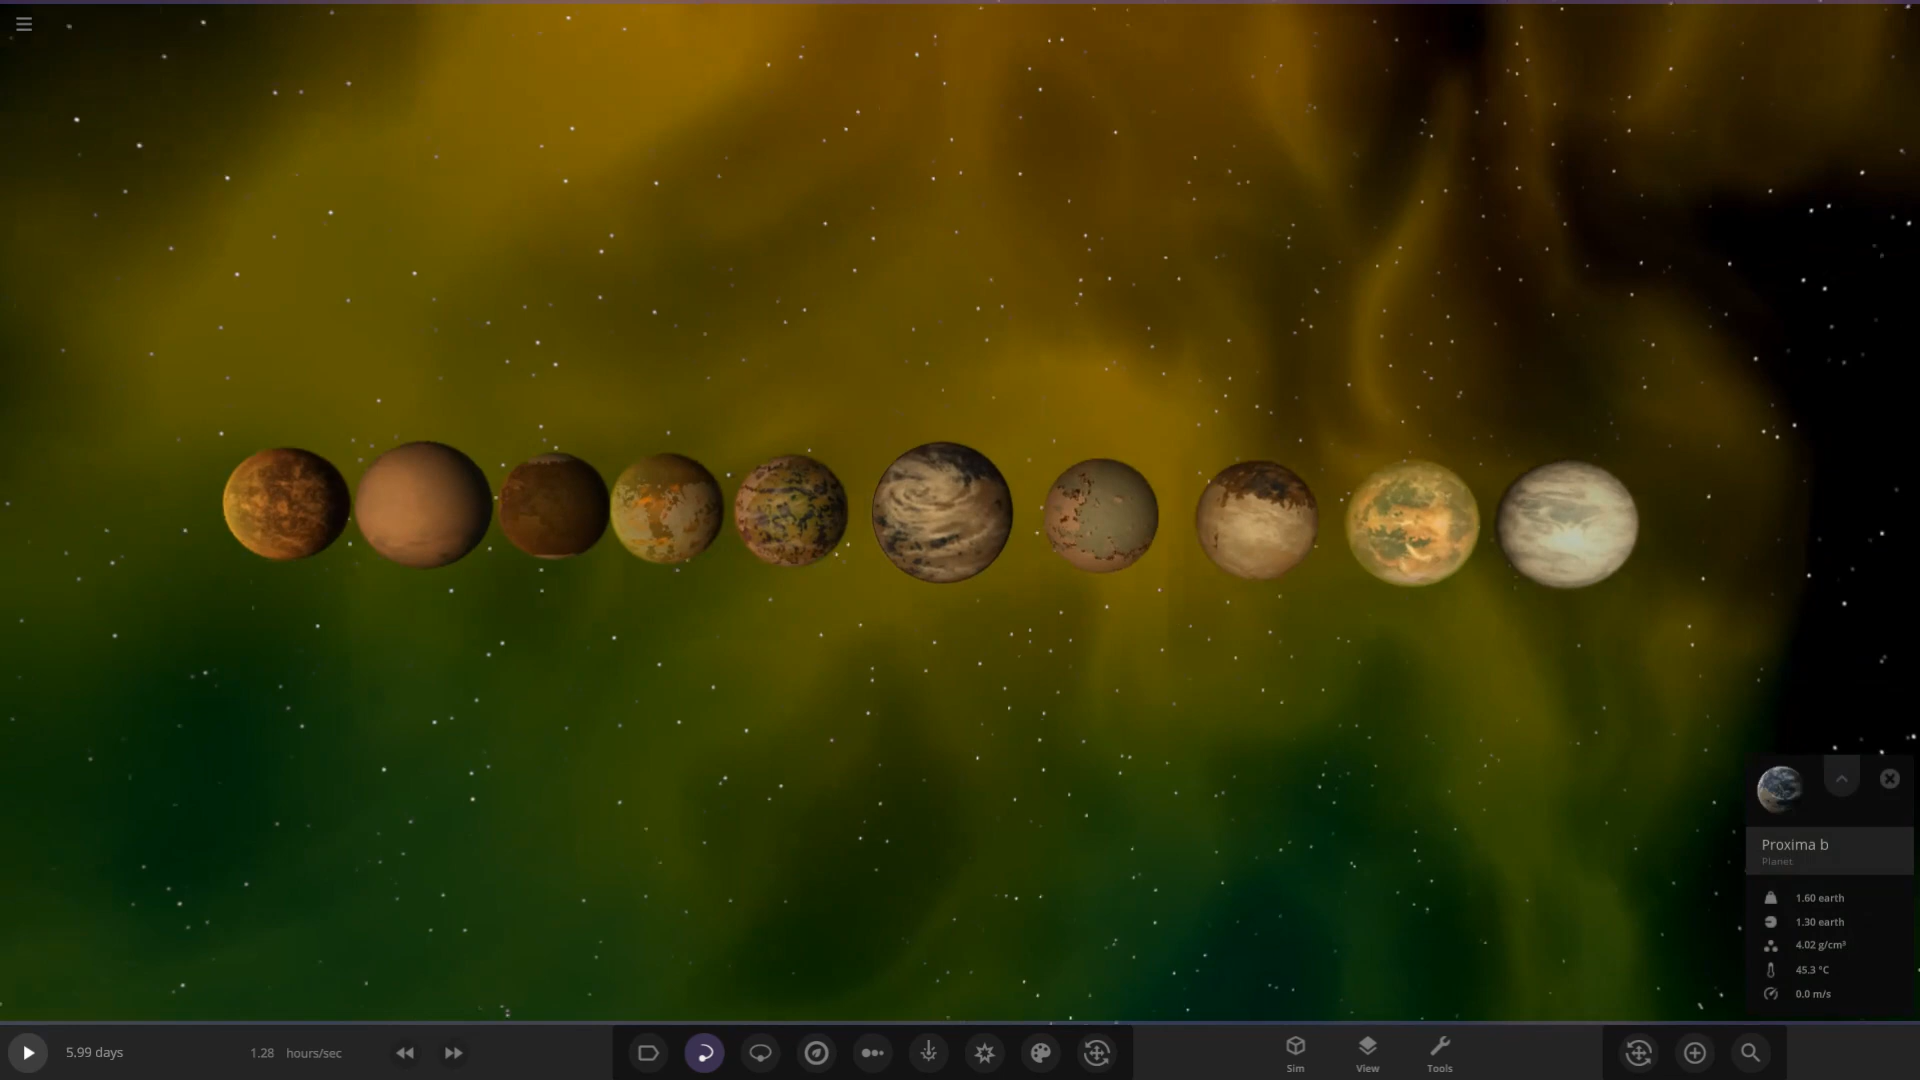 Proxima b
Planet
1.60 earth
1.30 earth
4.02 g/cm³
45.3 °C
0.0 m/s
5.99 days
1.28 hours/sec
Sim
View
Tools